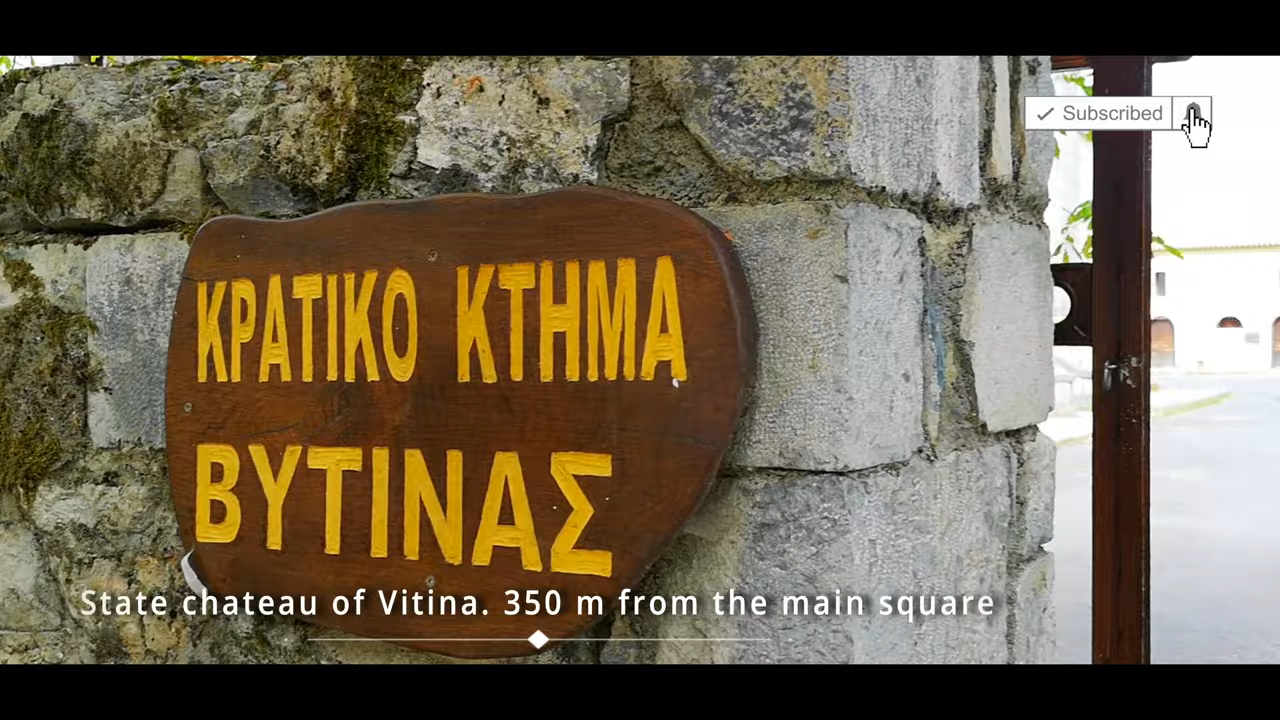 Subscribed
ΚΡΑΤΙΚΟ ΚΤΗΜΑ
ΒΥΤΙΝΑΣ
State chateau of Vitina. 350 m from the main square